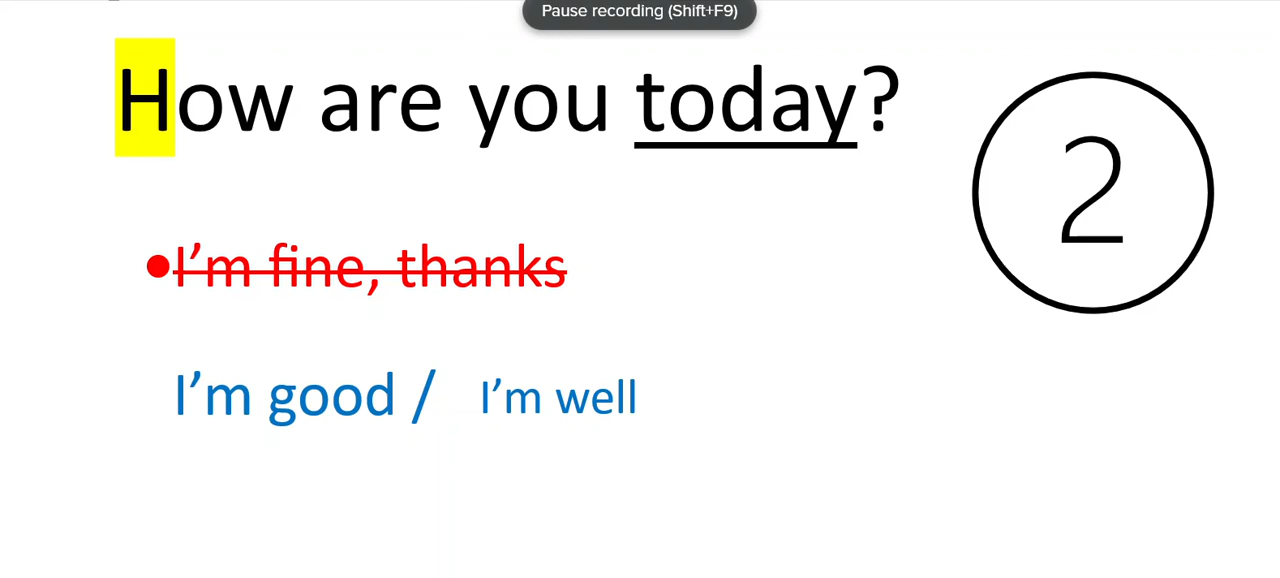 Pause recording (Shift+F9)
How are you today?
2
•I'm fine, thanks
I'm good / I'm well